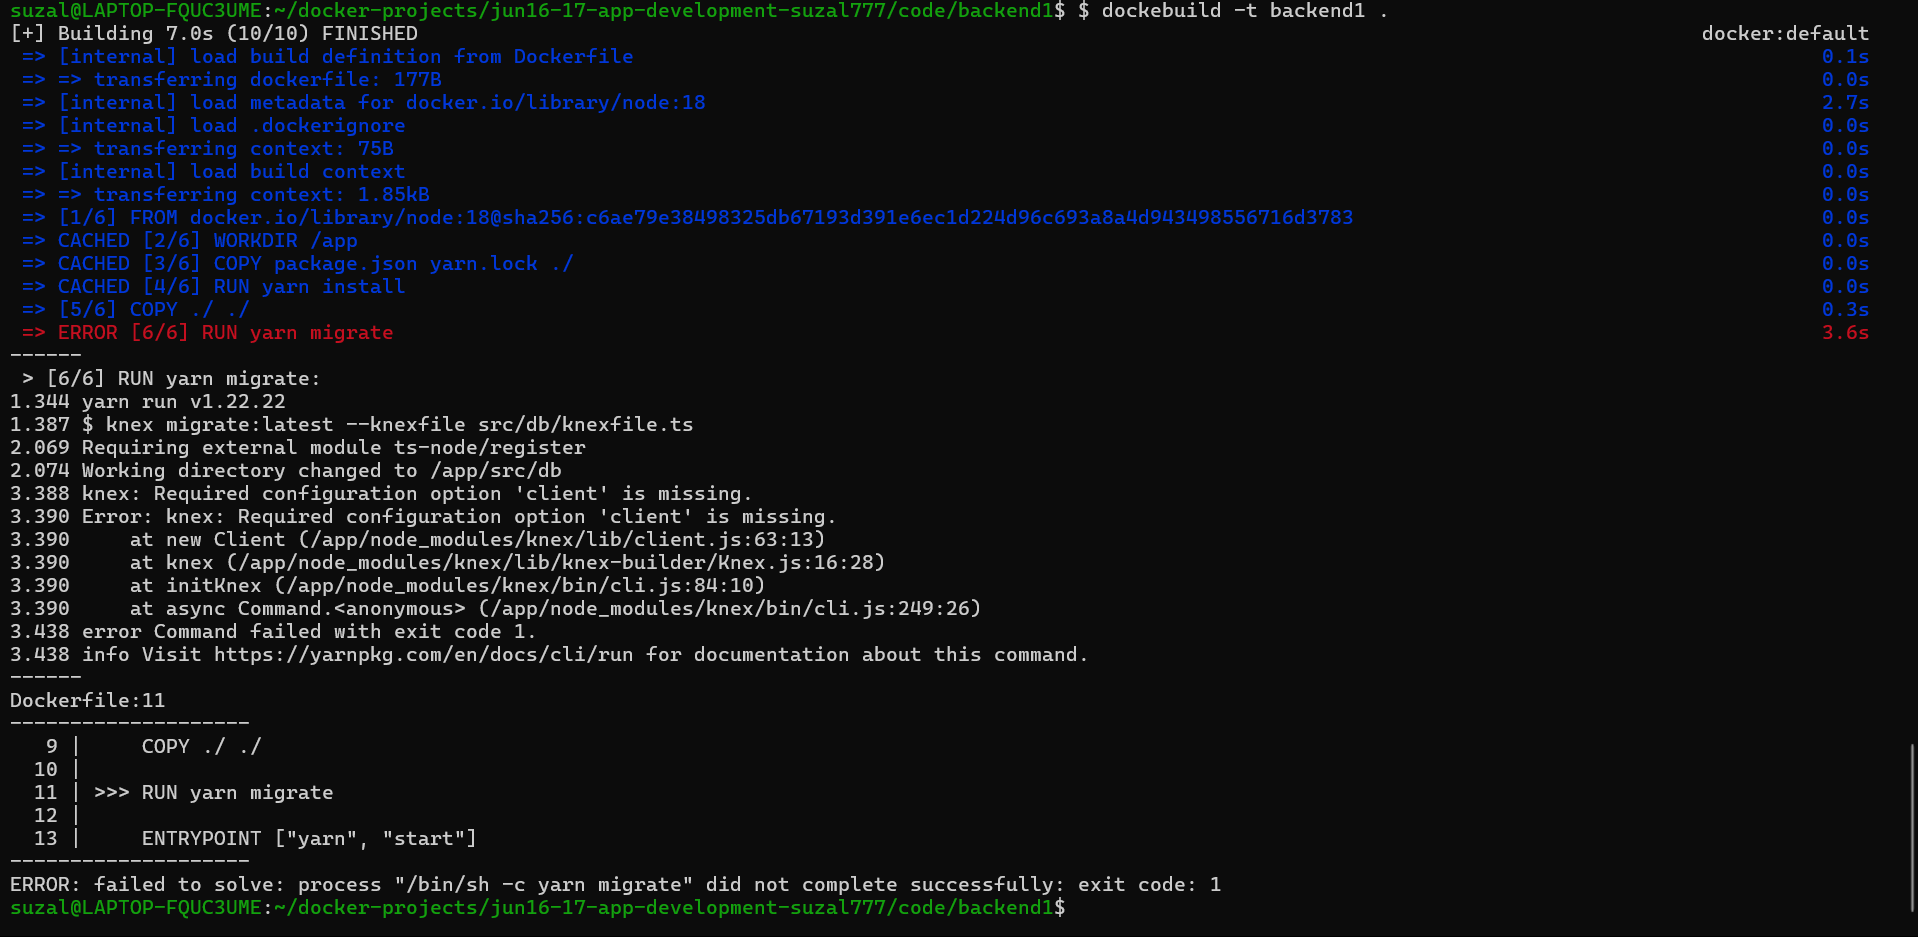 suzal@LAPTOP-FQUC3UME:~/docker-projects/jun16-17-app-development-suzal777/code/backend1$ $ dockebuild -t backend1 .
[+] Building 7.0s (10/10) FINISHED docker:default
=> [internal] load build definition from Dockerfile 0.1s
=> => transferring dockerfile: 177B 0.0s
=> [internal] load metadata for docker.io/library/node:18 2.7s
=> [internal] load .dockerignore 0.0s
=> => transferring context: 75B 0.0s
=> [internal] load build context 0.0s
=> => transferring context: 1.85kB 0.0s
=> [1/6] FROM docker.io/library/node:18@sha256:c6ae79e38498325db67193d391e6ec1d224d96c693a8a4d943498556716d3783 0.0s
=> CACHED [2/6] WORKDIR /app 0.0s
=> CACHED [3/6] COPY package.json yarn.lock ./ 0.0s
=> CACHED [4/6] RUN yarn install 0.0s
=> [5/6] COPY ./ ./ 0.3s
=> ERROR [6/6] RUN yarn migrate 3.6s
------
> [6/6] RUN yarn migrate:
1.344 yarn run v1.22.22
1.387 $ knex migrate:latest --knexfile src/db/knexfile.ts
2.069 Requiring external module ts-node/register
2.074 Working directory changed to /app/src/db
3.388 knex: Required configuration option 'client' is missing.
3.390 Error: knex: Required configuration option 'client' is missing.
3.390     at new Client (/app/node_modules/knex/lib/client.js:63:13)
3.390     at knex (/app/node_modules/knex/lib/knex-builder/Knex.js:16:28)
3.390     at initKnex (/app/node_modules/knex/bin/cli.js:84:10)
3.390     at async Command.<anonymous> (/app/node_modules/knex/bin/cli.js:249:26)
3.438 error Command failed with exit code 1.
3.438 info Visit https://yarnpkg.com/en/docs/cli/run for documentation about this command.
------
Dockerfile:11
--------------------
9 |     COPY ./ ./
10 |
11 | >>> RUN yarn migrate
12 |
13 |     ENTRYPOINT ["yarn", "start"]
--------------------
ERROR: failed to solve: process "/bin/sh -c yarn migrate" did not complete successfully: exit code: 1
suzal@LAPTOP-FQUC3UME:~/docker-projects/jun16-17-app-development-suzal777/code/backend1$